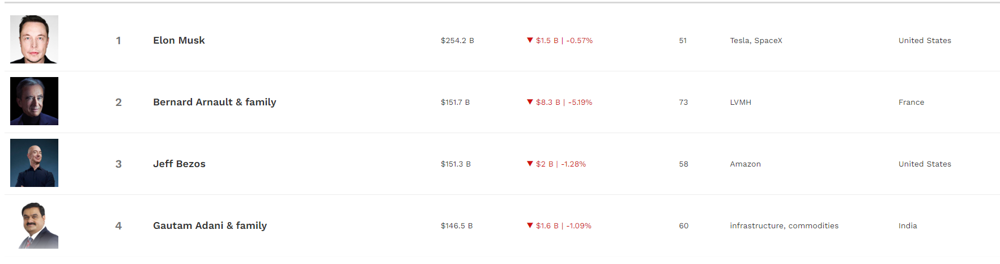 1 Elon Musk $254.2 B ▼ $1.5 B | -0.57% 51 Tesla, SpaceX United States
2 Bernard Arnault & family $151.7 B ▼ $8.3 B | -5.19% 73 LVMH France
3 Jeff Bezos $151.3 B ▼ $2 B | -1.28% 58 Amazon United States
4 Gautam Adani & family $146.5 B ▼ $1.6 B | -1.09% 60 infrastructure, commodities India